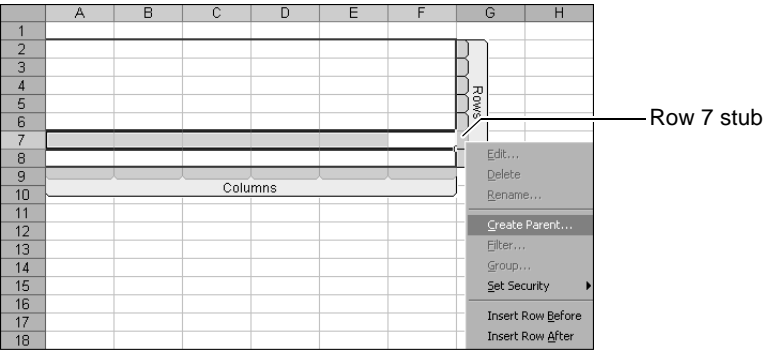 A B C D E F G H
1
2
3
4
5
6
7
8
9
10
11
12
13
14
15
16
17
18
Rows
Columns
Row 7 stub
Edit...
Delete
Rename...
Create Parent...
Filter...
Group...
Set Security
Insert Row Before
Insert Row After